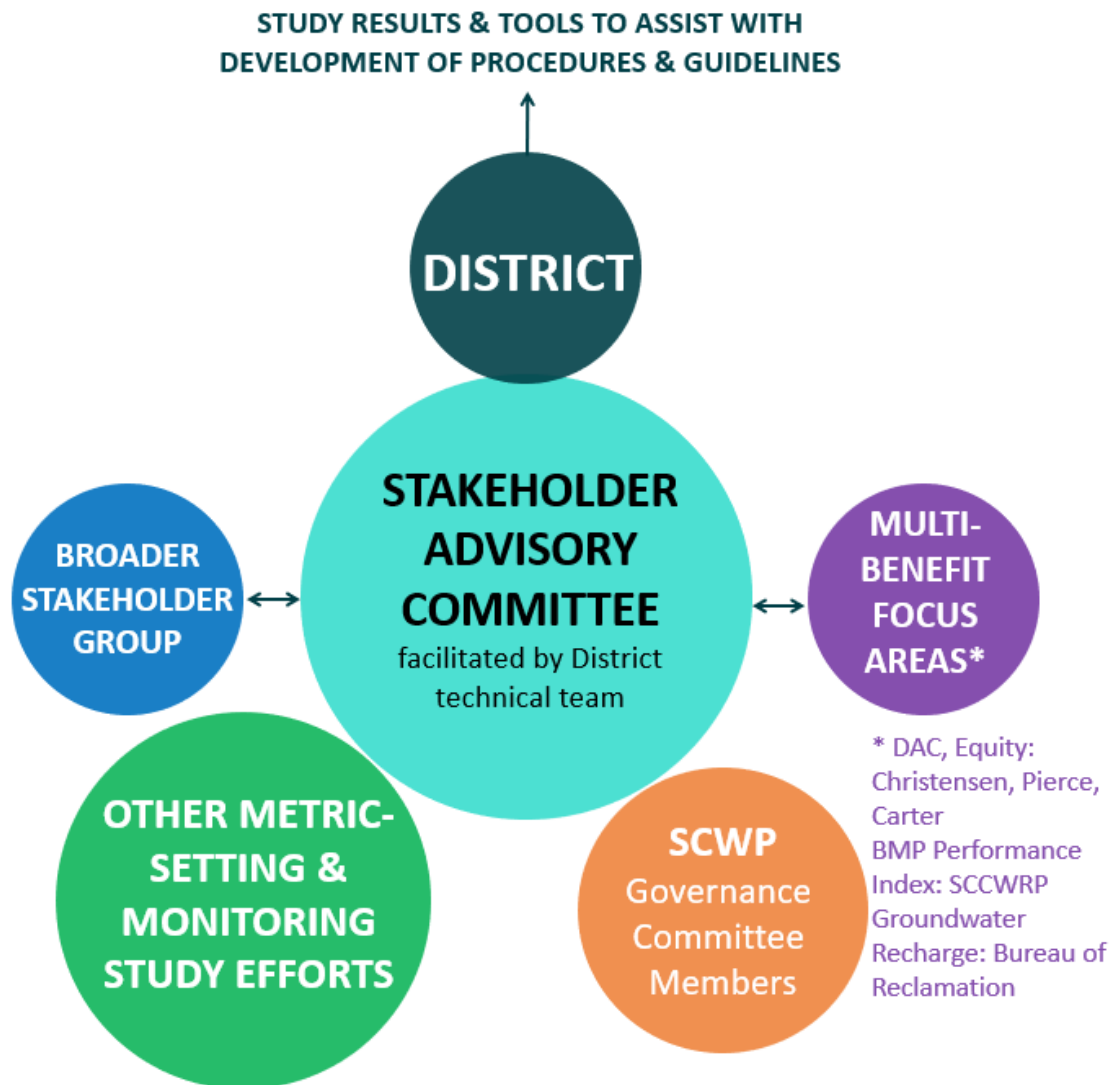 STUDY RESULTS & TOOLS TO ASSIST WITH
DEVELOPMENT OF PROCEDURES & GUIDELINES
DISTRICT
STAKEHOLDER
ADVISORY
COMMITTEE
facilitated by District
technical team
BROADER
STAKEHOLDER
GROUP
MULTI-
BENEFIT
FOCUS
AREAS*
* DAC, Equity:
Christensen, Pierce,
Carter
BMP Performance
Index: SCCWRP
Groundwater
Recharge: Bureau of
Reclamation
OTHER METRIC-
SETTING &
MONITORING
STUDY EFFORTS
SCWP
Governance
Committee
Members